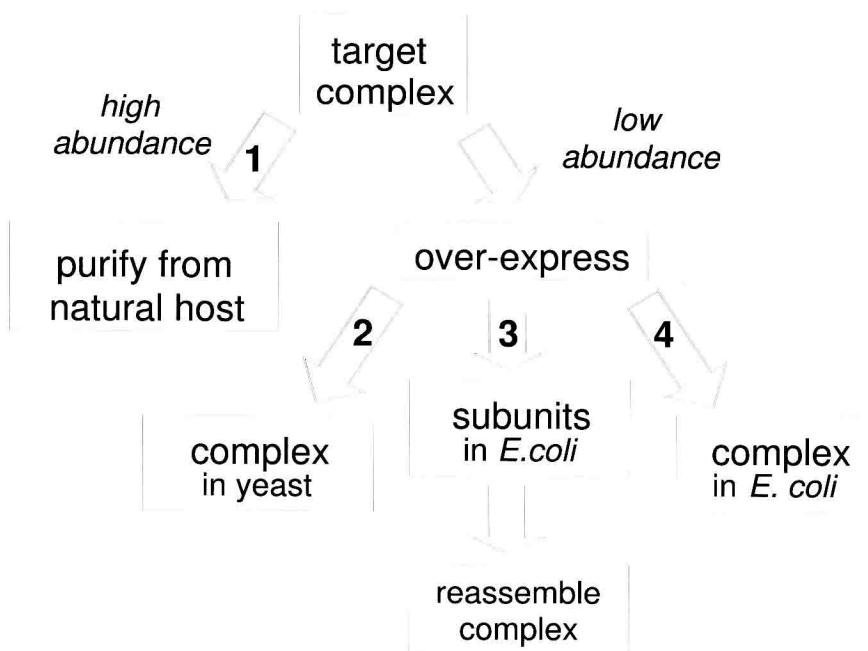 target
complex
high
abundance
low
abundance
1
purify from
natural host
over-express
2
3
4
complex
in yeast
subunits
in E.coli
complex
in E. coli
reassemble
complex